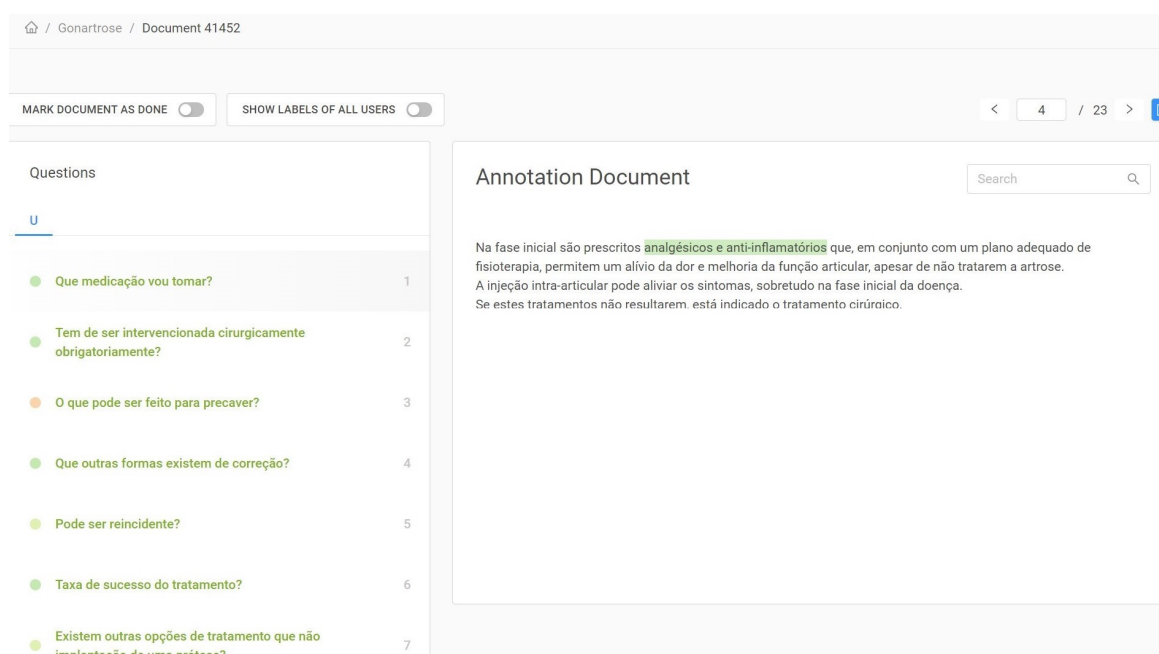 / Gonartrose / Document 41452
MARK DOCUMENT AS DONE
SHOW LABELS OF ALL USERS
< 4 / 23 >
Questions
U
Que medicação vou tomar? 1
Tem de ser intervencionada cirurgicamente
obrigatoriamente? 2
O que pode ser feito para precaver? 3
Que outras formas existem de correção? 4
Pode ser reincidente? 5
Taxa de sucesso do tratamento? 6
Existem outras opções de tratamento que não
implantação de uma prótese? 7
Annotation Document
Search
Na fase inicial são prescritos analgésicos e anti-inflamatórios que, em conjunto com um plano adequado de
fisioterapia, permitem um alívio da dor e melhoria da função articular, apesar de não tratarem a artrose.
A injeção intra-articular pode aliviar os sintomas, sobretudo na fase inicial da doença.
Se estes tratamentos não resultarem, está indicado o tratamento cirúrgico.